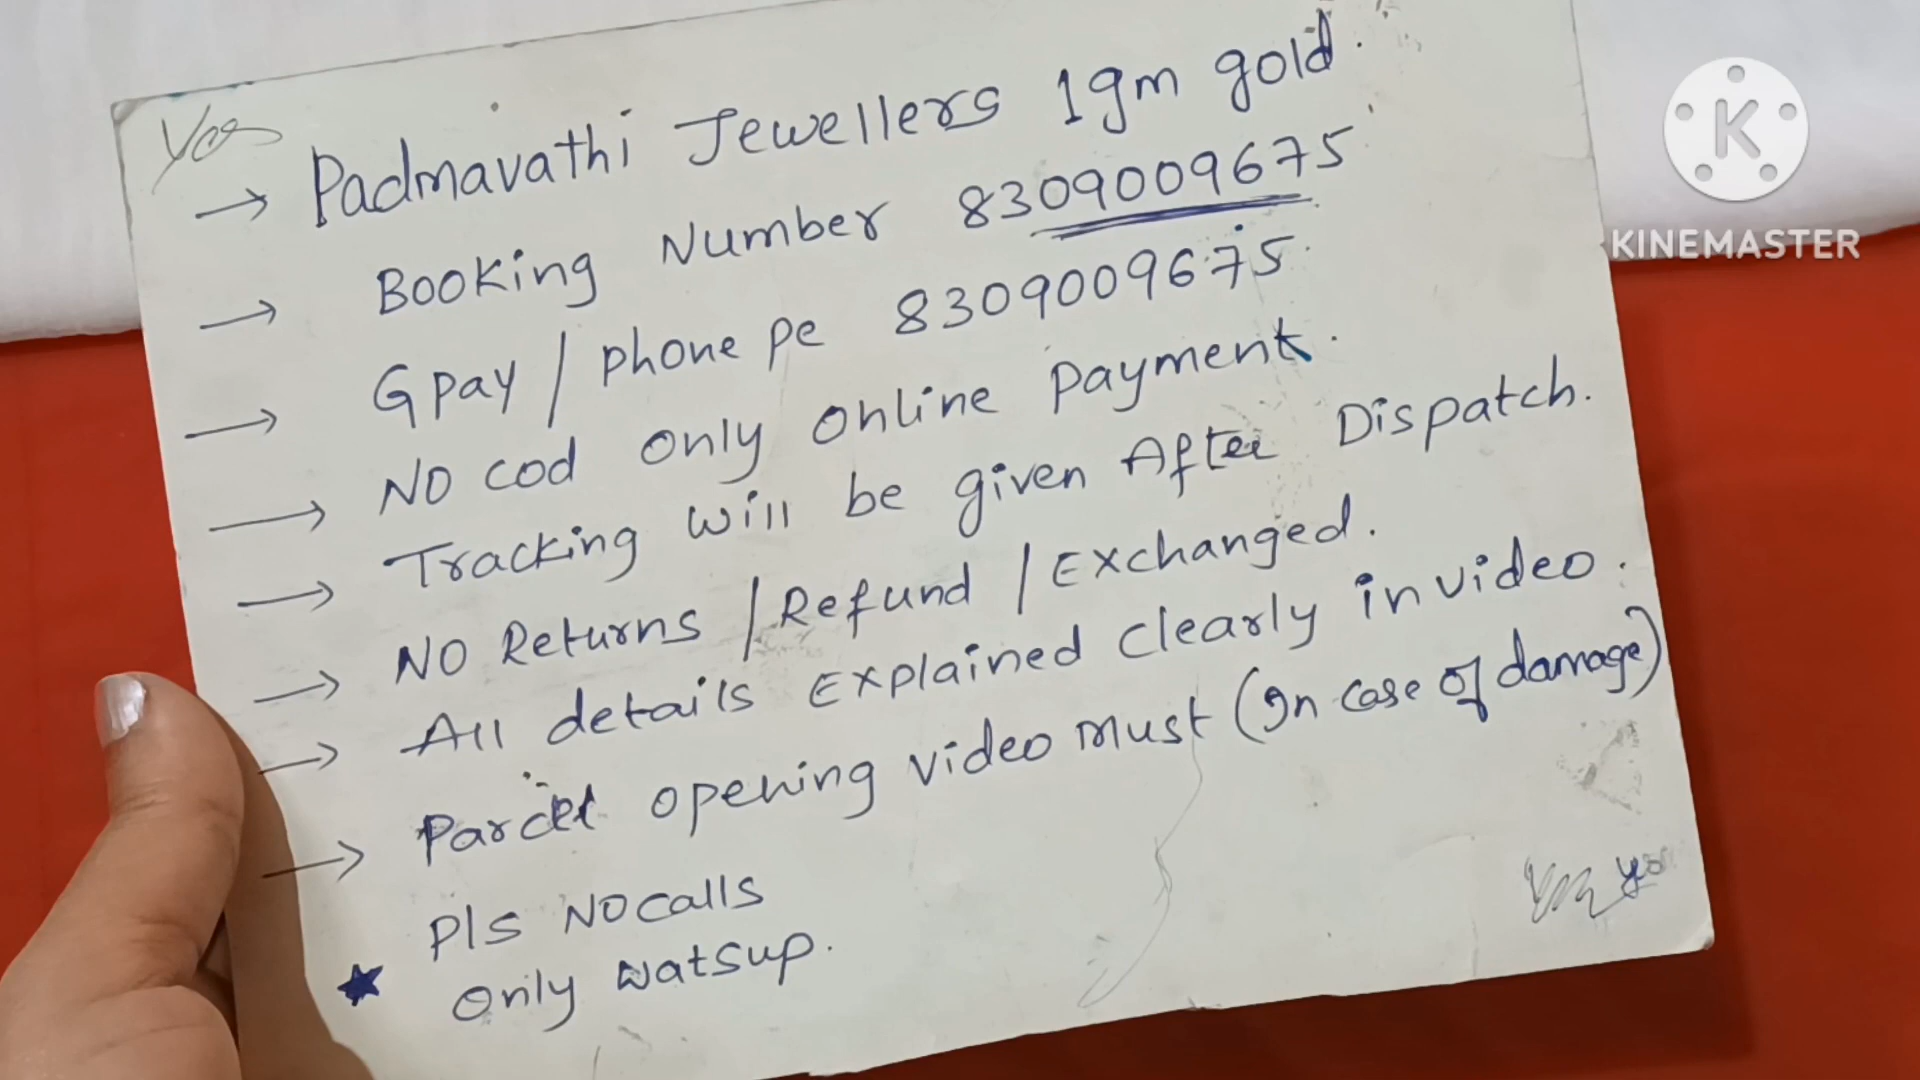 Yes
→ Padmavathi Jewellers 1gm gold.
→ Booking Number 8309009675
→ Gpay / phone pe 8309009675.
→ NO cod only online payment.
→ Tracking will be given After Dispatch.
→ NO Returns / Refund / Exchanged.
→ All details Explained clearly in video.
→ Parcel opening video must (In case of damage)
Pls NO calls
★ only watsup.
K
KINEMASTER